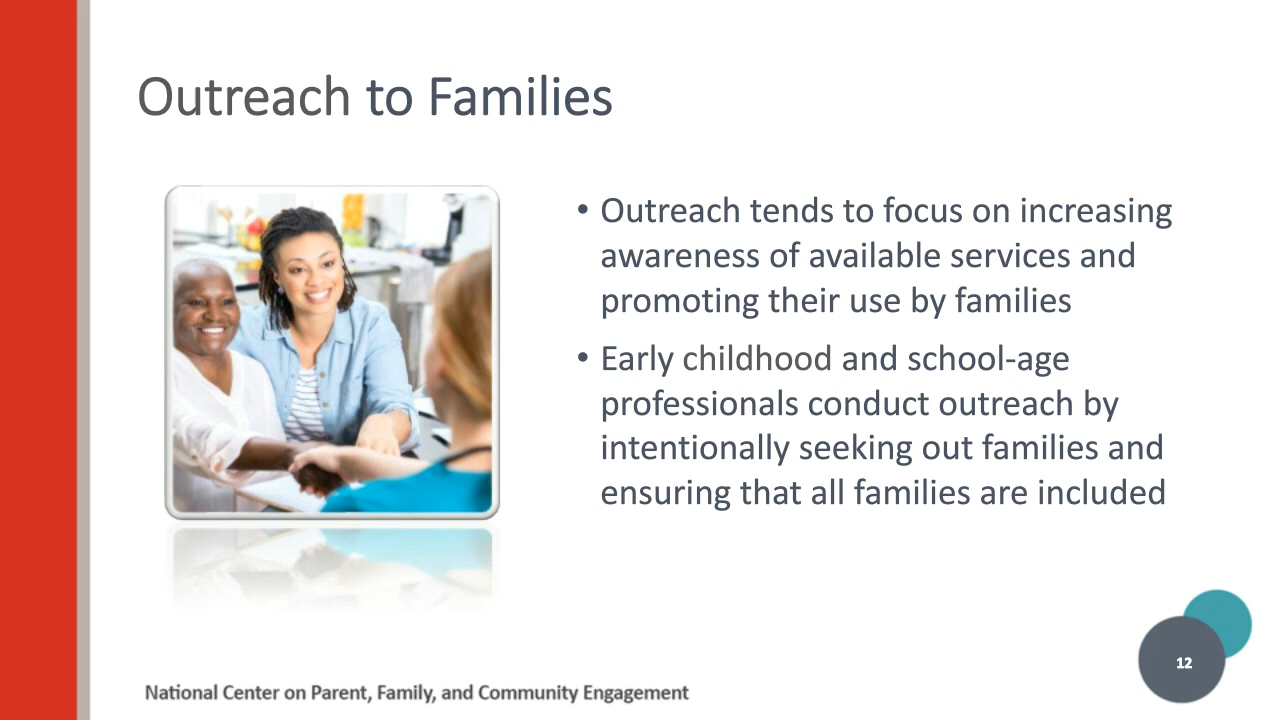 Outreach to Families
• Outreach tends to focus on increasing
awareness of available services and
promoting their use by families
• Early childhood and school-age
professionals conduct outreach by
intentionally seeking out families and
ensuring that all families are included
12
National Center on Parent, Family, and Community Engagement